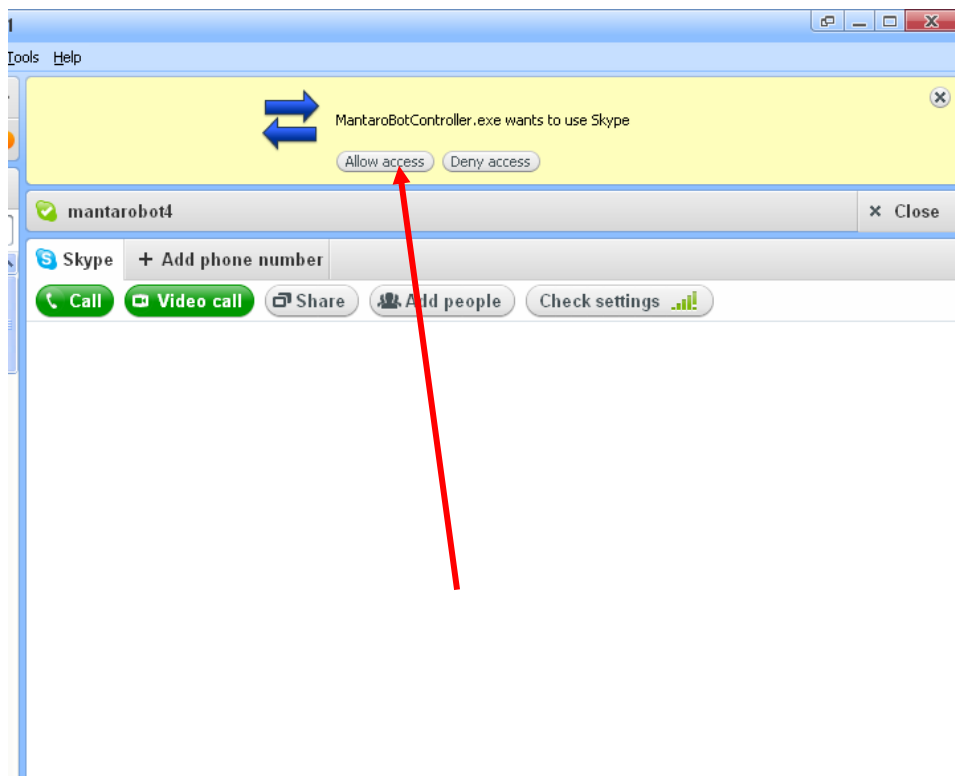 Tools Help
MantaroBotController.exe wants to use Skype
Allow access Deny access
mantarobot4 × Close
Skype + Add phone number
Call Video call Share Add people Check settings